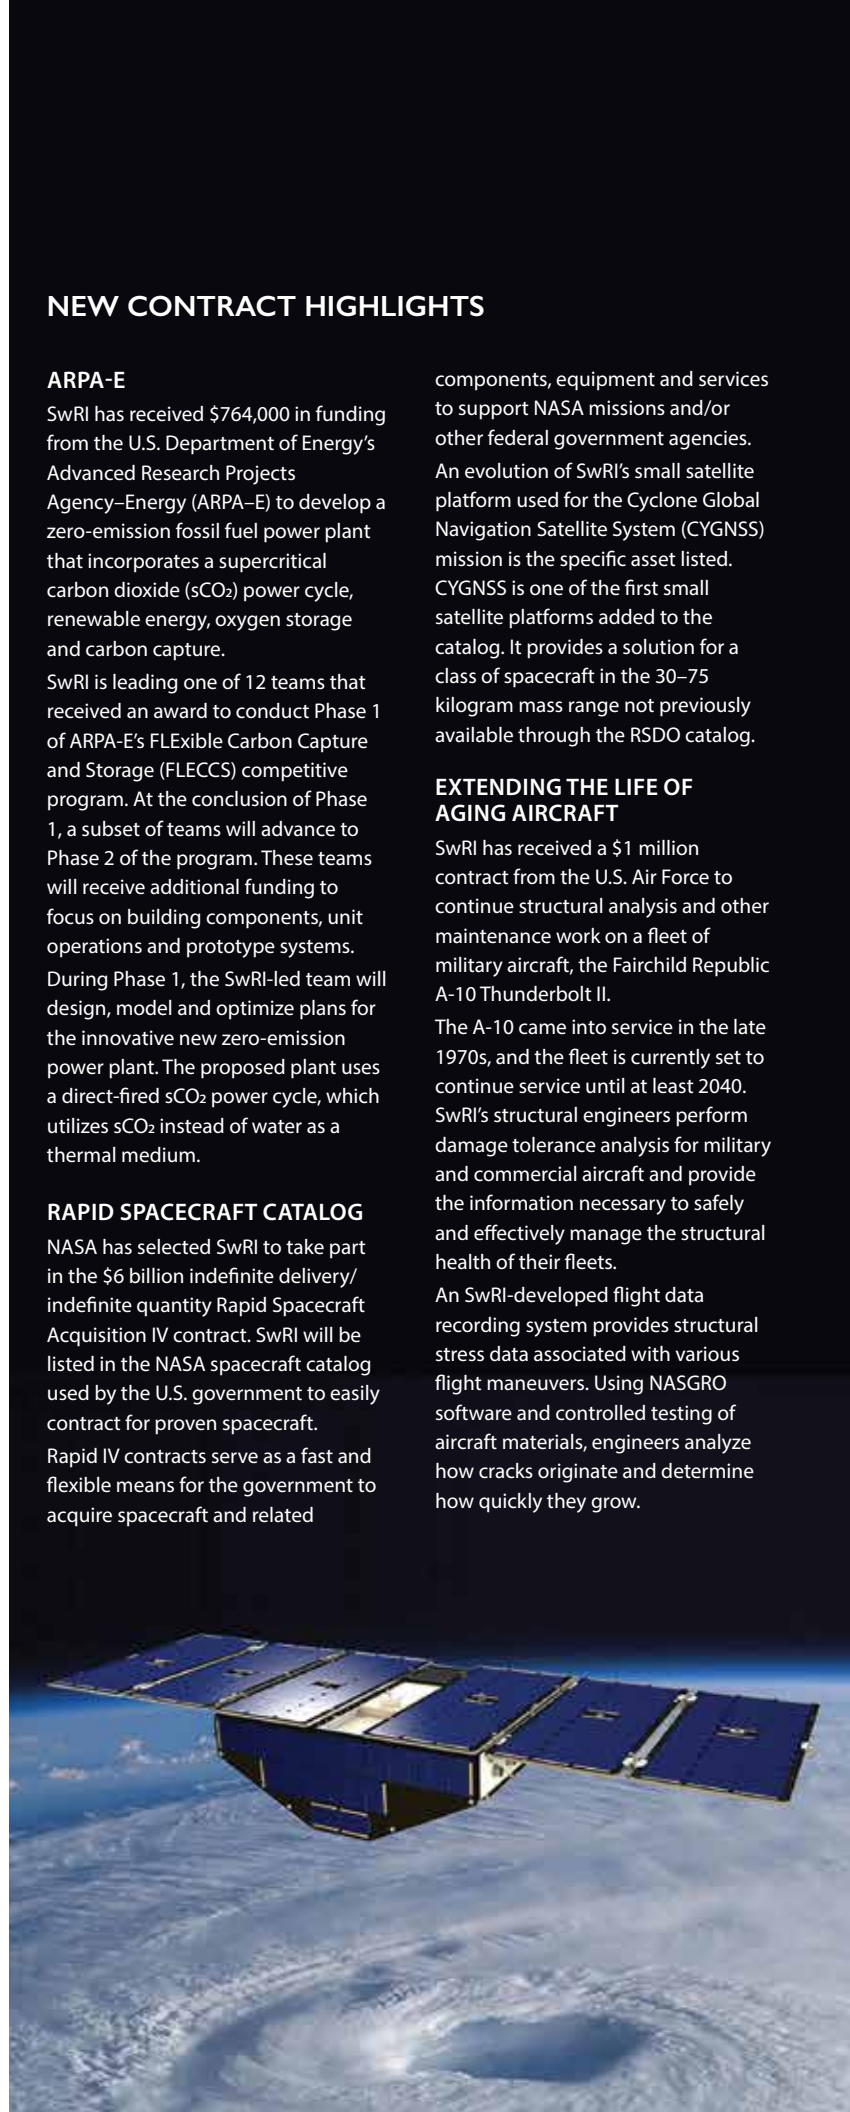 NEW CONTRACT HIGHLIGHTS
ARPA-E
SwRI has received $764,000 in funding
from the U.S. Department of Energy’s
Advanced Research Projects
Agency–Energy (ARPA–E) to develop a
zero-emission fossil fuel power plant
that incorporates a supercritical
carbon dioxide (sCO₂) power cycle,
renewable energy, oxygen storage
and carbon capture.
SwRI is leading one of 12 teams that
received an award to conduct Phase 1
of ARPA-E’s FLExible Carbon Capture
and Storage (FLECCS) competitive
program. At the conclusion of Phase
1, a subset of teams will advance to
Phase 2 of the program. These teams
will receive additional funding to
focus on building components, unit
operations and prototype systems.
During Phase 1, the SwRI-led team will
design, model and optimize plans for
the innovative new zero-emission
power plant. The proposed plant uses
a direct-fired sCO₂ power cycle, which
utilizes sCO₂ instead of water as a
thermal medium.
RAPID SPACECRAFT CATALOG
NASA has selected SwRI to take part
in the $6 billion indefinite delivery/
indefinite quantity Rapid Spacecraft
Acquisition IV contract. SwRI will be
listed in the NASA spacecraft catalog
used by the U.S. government to easily
contract for proven spacecraft.
Rapid IV contracts serve as a fast and
flexible means for the government to
acquire spacecraft and related
components, equipment and services
to support NASA missions and/or
other federal government agencies.
An evolution of SwRI’s small satellite
platform used for the Cyclone Global
Navigation Satellite System (CYGNSS)
mission is the specific asset listed.
CYGNSS is one of the first small
satellite platforms added to the
catalog. It provides a solution for a
class of spacecraft in the 30–75
kilogram mass range not previously
available through the RSDO catalog.
EXTENDING THE LIFE OF
AGING AIRCRAFT
SwRI has received a $1 million
contract from the U.S. Air Force to
continue structural analysis and other
maintenance work on a fleet of
military aircraft, the Fairchild Republic
A-10 Thunderbolt II.
The A-10 came into service in the late
1970s, and the fleet is currently set to
continue service until at least 2040.
SwRI’s structural engineers perform
damage tolerance analysis for military
and commercial aircraft and provide
the information necessary to safely
and effectively manage the structural
health of their fleets.
An SwRI-developed flight data
recording system provides structural
stress data associated with various
flight maneuvers. Using NASGRO
software and controlled testing of
aircraft materials, engineers analyze
how cracks originate and determine
how quickly they grow.